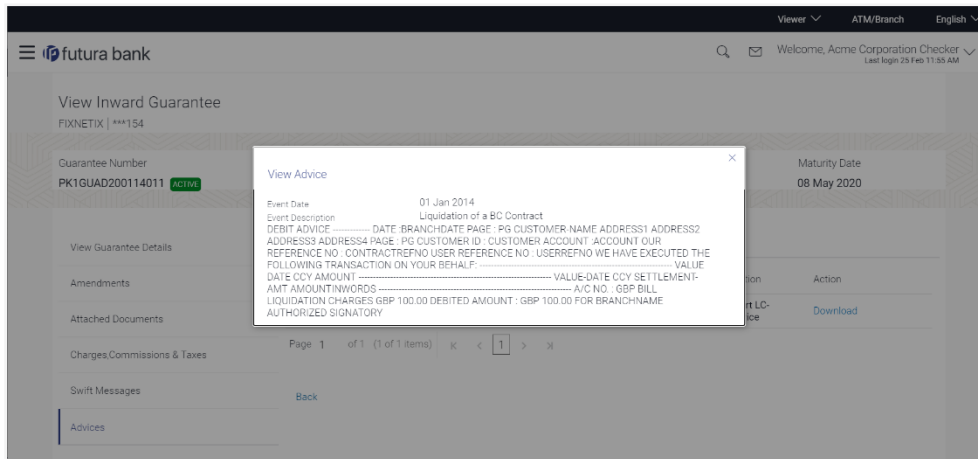 Viewer ATM/Branch English
futura bank
Welcome, Acme Corporation Checker
Last login 25 Feb 11:55 AM
View Inward Guarantee
FIXNETIX | ***154
Guarantee Number
PK1GUAD200114011 ACTIVE
Maturity Date
08 May 2020
View Advice
Event Date 01 Jan 2014
Event Description Liquidation of a BC Contract
DEBIT ADVICE ------------ DATE :BRANCHDATE PAGE : PG CUSTOMER-NAME ADDRESS1 ADDRESS2
ADDRESS3 ADDRESS4 PAGE : PG CUSTOMER ID : CUSTOMER ACCOUNT :ACCOUNT OUR
REFERENCE NO : CONTRACTREFNO USER REFERENCE NO : USERREFNO WE HAVE EXECUTED THE
FOLLOWING TRANSACTION ON YOUR BEHALF: ---------------------------------------------------------------- VALUE
DATE CCY AMOUNT ---------------------------------------------------------------- VALUE-DATE CCY SETTLEMENT-
AMT AMOUNTINWORDS ---------------------------------------------------------------- A/C NO. : GBP BILL
LIQUIDATION CHARGES GBP 100.00 DEBITED AMOUNT : GBP 100.00 FOR BRANCHNAME
AUTHORIZED SIGNATORY
View Guarantee Details
Amendments
Attached Documents
Charges,Commissions & Taxes
Swift Messages
Advices
tion Action
rt LC-
ice Download
Page 1 of 1 (1 of 1 items) 1
Back